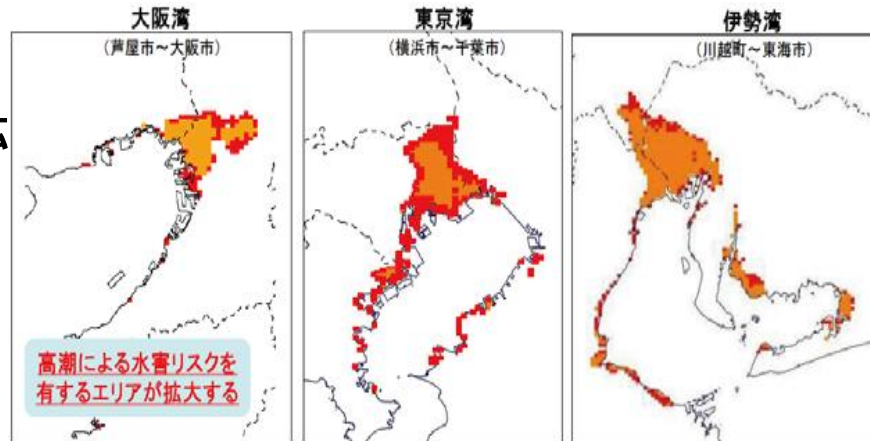 大阪湾
(芦屋市～大阪市)
東京湾
(横浜市～千葉市)
伊勢湾
(川越町～東海市)
高潮による水害リスクを
有するエリアが拡大する